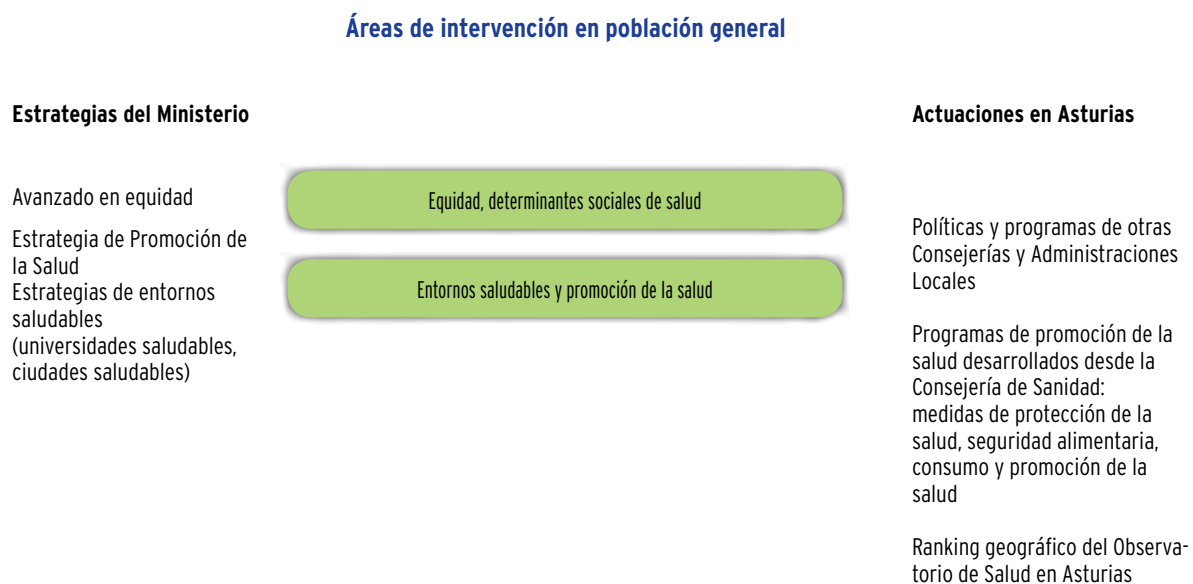 Áreas de intervención en población general
Estrategias del Ministerio
Avanzado en equidad
Estrategia de Promoción de
la Salud
Estrategias de entornos
saludables
(universidades saludables,
ciudades saludables)
Equidad, determinantes sociales de salud
Entornos saludables y promoción de la salud
Actuaciones en Asturias
Políticas y programas de otras
Consejerías y Administraciones
Locales
Programas de promoción de la
salud desarrollados desde la
Consejería de Sanidad:
medidas de protección de la
salud, seguridad alimentaria,
consumo y promoción de la
salud
Ranking geográfico del Observa-
torio de Salud en Asturias